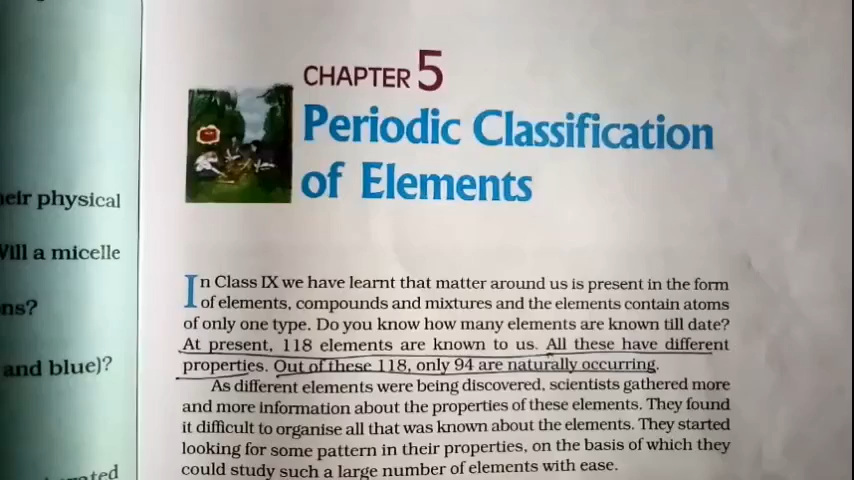 eir physical
Will a micelle
ns?
and blue)?
CHAPTER 5
Periodic Classification
of Elements
In Class IX we have learnt that matter around us is present in the form
of elements, compounds and mixtures and the elements contain atoms
of only one type. Do you know how many elements are known till date?
At present, 118 elements are known to us. All these have different
properties. Out of these 118, only 94 are naturally occurring.
As different elements were being discovered, scientists gathered more
and more information about the properties of these elements. They found
it difficult to organise all that was known about the elements. They started
looking for some pattern in their properties, on the basis of which they
could study such a large number of elements with ease.